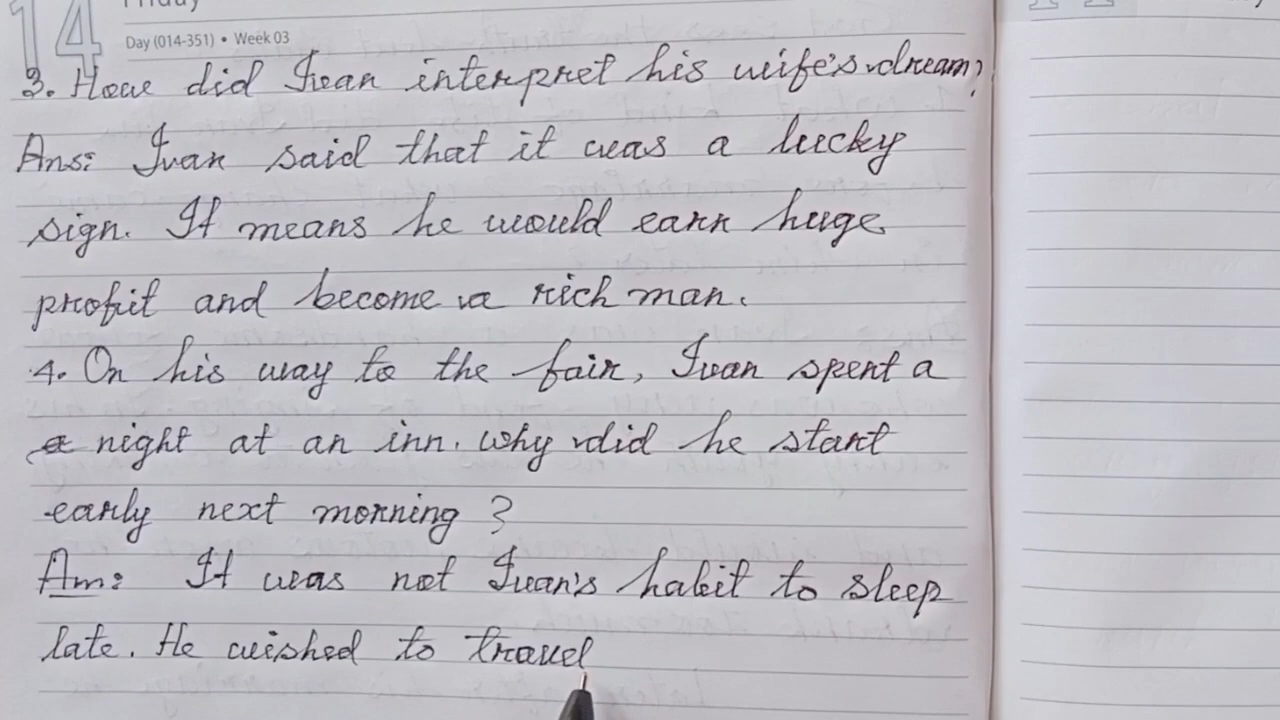 14
Friday
Day (014-351) • Week 03
3. How did Ivan interpret his wife's dream?
Ans: Ivan said that it was a lucky
sign. It means he would earn huge
profit and become a rich man.
4. On his way to the fair, Ivan spent a
night at an inn. Why did he start
early next morning?
Ans: It was not Ivan's habit to sleep
late. He wished to travel